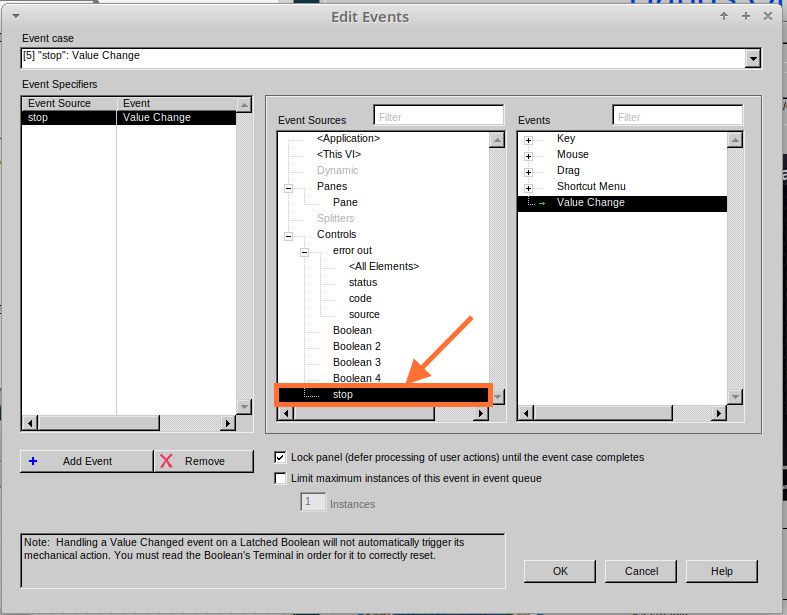 Edit Events
Event case
[5] "stop": Value Change
Event Specifiers
Event Source Event
stop Value Change
Event Sources Filter
<Application>
<This VI>
Dynamic
Panes
Pane
Splitters
Controls
error out
<All Elements>
status
code
source
Boolean
Boolean 2
Boolean 3
Boolean 4
stop
Events Filter
Key
Mouse
Drag
Shortcut Menu
Value Change
Add Event Remove
Lock panel (defer processing of user actions) until the event case completes
Limit maximum instances of this event in event queue
1 Instances
Note: Handling a Value Changed event on a Latched Boolean will not automatically trigger its
mechanical action. You must read the Boolean's Terminal in order for it to correctly reset.
OK Cancel Help